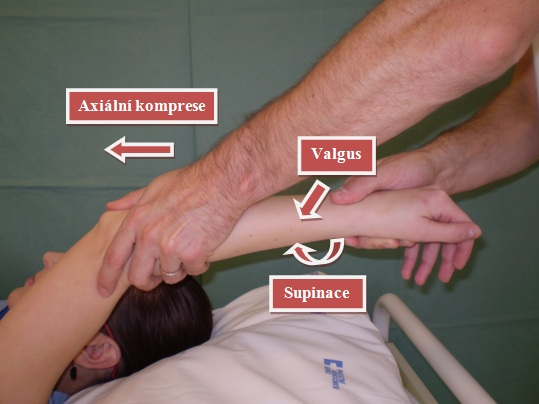 Axiální komprese
Valgus
Supinace